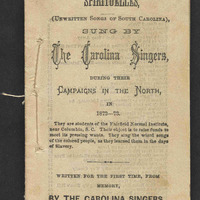 SPIRITUELLES,
(UNWRITTEN SONGS OF SOUTH CAROLINA),
SUNG BY
The Carolina Singers,
DURING THEIR
CAMPAIGNS IN THE NORTH,
IN
1872-73.
They are students of the Fairfield Normal Institute,
near Columbia, S. C. Their object is to raise funds to
meet its pressing wants. They sing the weird songs
of the colored people, as they learned them in the days
of Slavery.
WRITTEN FOR THE FIRST TIME, FROM
MEMORY,
BY THE CAROLINA SINGERS